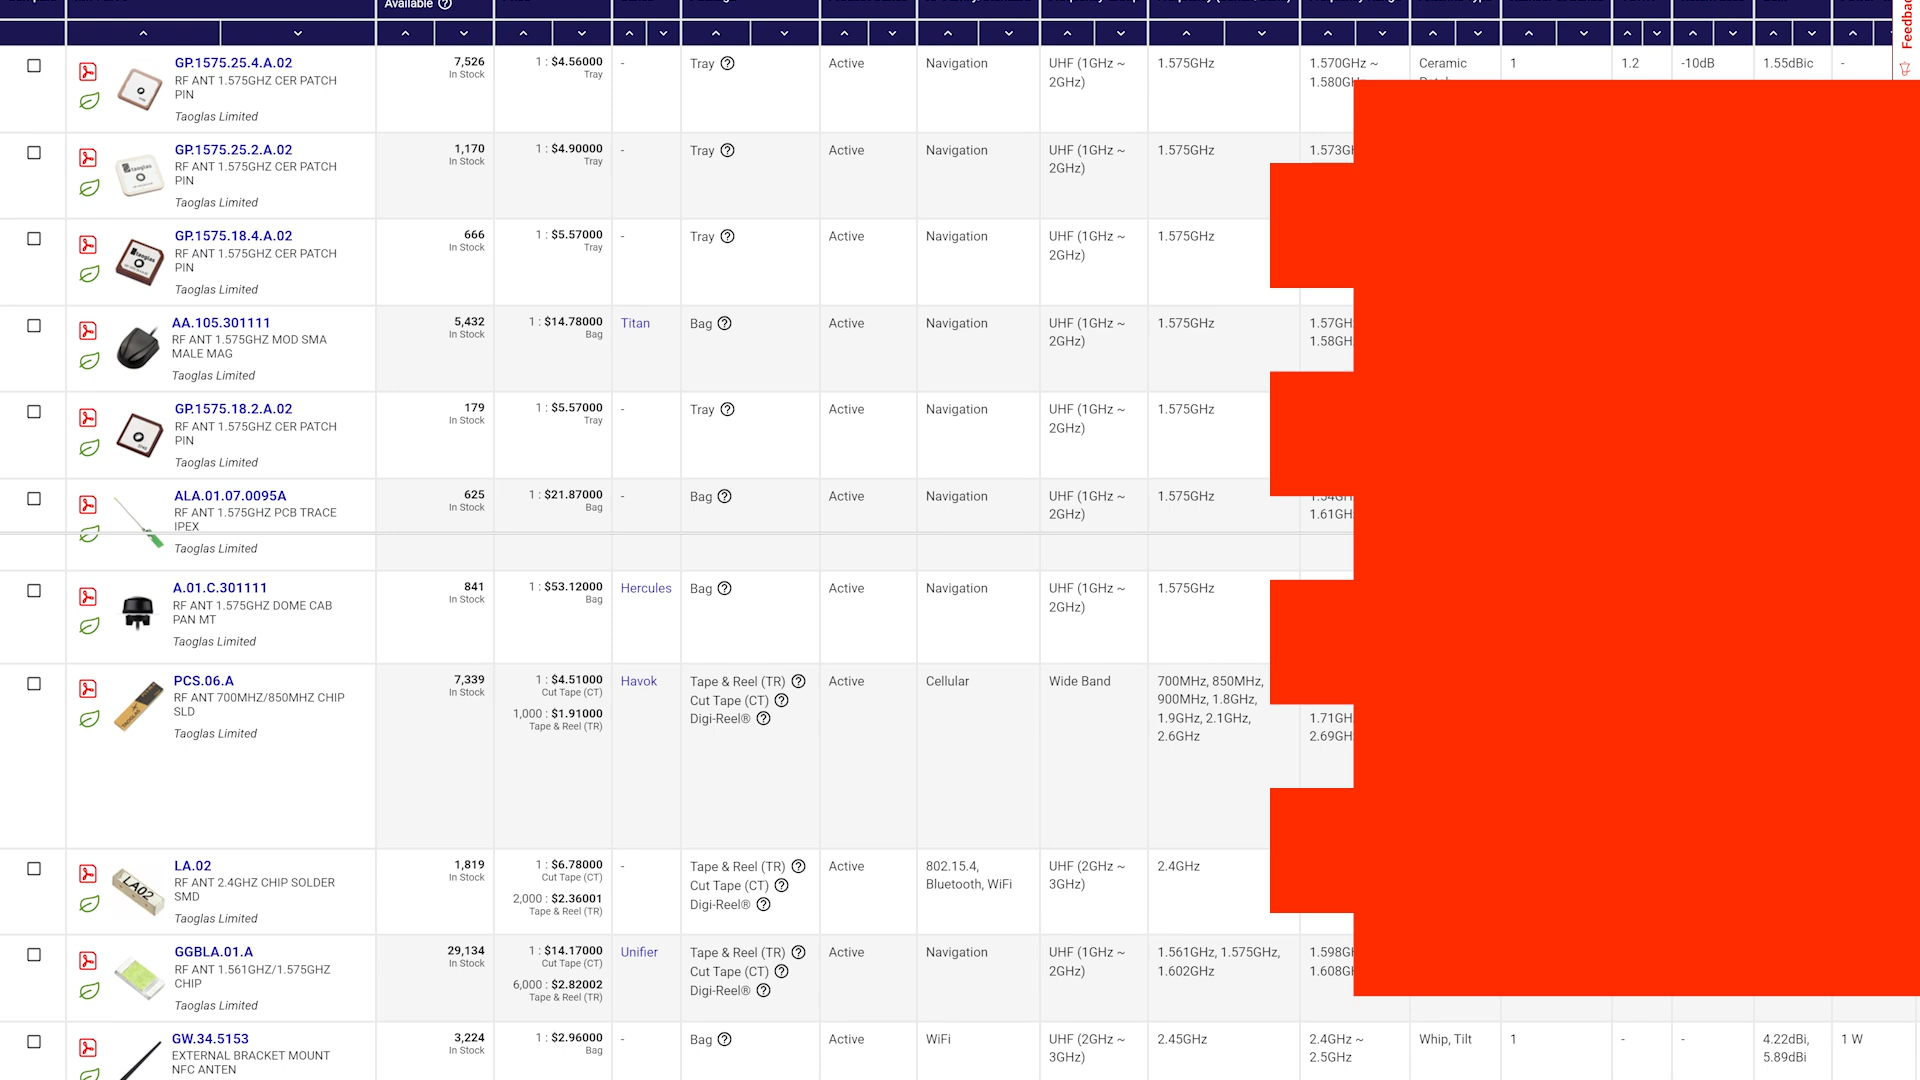 Available
Feedbac
GP.1575.25.4.A.02
RF ANT 1.575GHZ CER PATCH
PIN
Taoglas Limited
7,526
In Stock
1 : $4.56000
Tray
-
Tray
Active
Navigation
UHF (1GHz ~
2GHz)
1.575GHz
1.570GHz ~
1.580GH
Ceramic
1
1.2
-10dB
1.55dBic
-
GP.1575.25.2.A.02
RF ANT 1.575GHZ CER PATCH
PIN
Taoglas Limited
1,170
In Stock
1 : $4.90000
Tray
-
Tray
Active
Navigation
UHF (1GHz ~
2GHz)
1.575GHz
1.573GH
GP.1575.18.4.A.02
RF ANT 1.575GHZ CER PATCH
PIN
Taoglas Limited
666
In Stock
1 : $5.57000
Tray
-
Tray
Active
Navigation
UHF (1GHz ~
2GHz)
1.575GHz
AA.105.301111
RF ANT 1.575GHZ MOD SMA
MALE MAG
Taoglas Limited
5,432
In Stock
1 : $14.78000
Bag
Titan
Bag
Active
Navigation
UHF (1GHz ~
2GHz)
1.575GHz
1.57GH
1.58GH
GP.1575.18.2.A.02
RF ANT 1.575GHZ CER PATCH
PIN
Taoglas Limited
179
In Stock
1 : $5.57000
Tray
-
Tray
Active
Navigation
UHF (1GHz ~
2GHz)
1.575GHz
ALA.01.07.0095A
RF ANT 1.575GHZ PCB TRACE
IPEX
Taoglas Limited
625
In Stock
1 : $21.87000
Bag
-
Bag
Active
Navigation
UHF (1GHz ~
2GHz)
1.575GHz
1.61GH
A.01.C.301111
RF ANT 1.575GHZ DOME CAB
PAN MT
Taoglas Limited
841
In Stock
1 : $53.12000
Bag
Hercules
Bag
Active
Navigation
UHF (1GHz ~
2GHz)
1.575GHz
PCS.06.A
RF ANT 700MHZ/850MHZ CHIP
SLD
Taoglas Limited
7,339
In Stock
1 : $4.51000
Cut Tape (CT)
1,000 : $1.91000
Tape & Reel (TR)
Havok
Tape & Reel (TR)
Cut Tape (CT)
Digi-Reel®
Active
Cellular
Wide Band
700MHz, 850MHz,
900MHz, 1.8GHz,
1.9GHz, 2.1GHz,
2.6GHz
1.71GH
2.69GH
LA.02
RF ANT 2.4GHZ CHIP SOLDER
SMD
Taoglas Limited
LA02
1,819
In Stock
1 : $6.78000
Cut Tape (CT)
2,000 : $2.36001
Tape & Reel (TR)
-
Tape & Reel (TR)
Cut Tape (CT)
Digi-Reel®
Active
802.15.4,
Bluetooth, WiFi
UHF (2GHz ~
3GHz)
2.4GHz
GGBLA.01.A
RF ANT 1.561GHZ/1.575GHZ
CHIP
Taoglas Limited
29,134
In Stock
1 : $14.17000
Cut Tape (CT)
6,000 : $2.82002
Tape & Reel (TR)
Unifier
Tape & Reel (TR)
Cut Tape (CT)
Digi-Reel®
Active
Navigation
UHF (1GHz ~
2GHz)
1.561GHz, 1.575GHz,
1.602GHz
1.598GH
1.608GH
GW.34.5153
EXTERNAL BRACKET MOUNT
NFC ANTEN
3,224
In Stock
1 : $2.96000
Bag
-
Bag
Active
WiFi
UHF (2GHz ~
3GHz)
2.45GHz
2.4GHz ~
2.5GHz
Whip, Tilt
1
-
-
4.22dBi,
5.89dBi
1 W